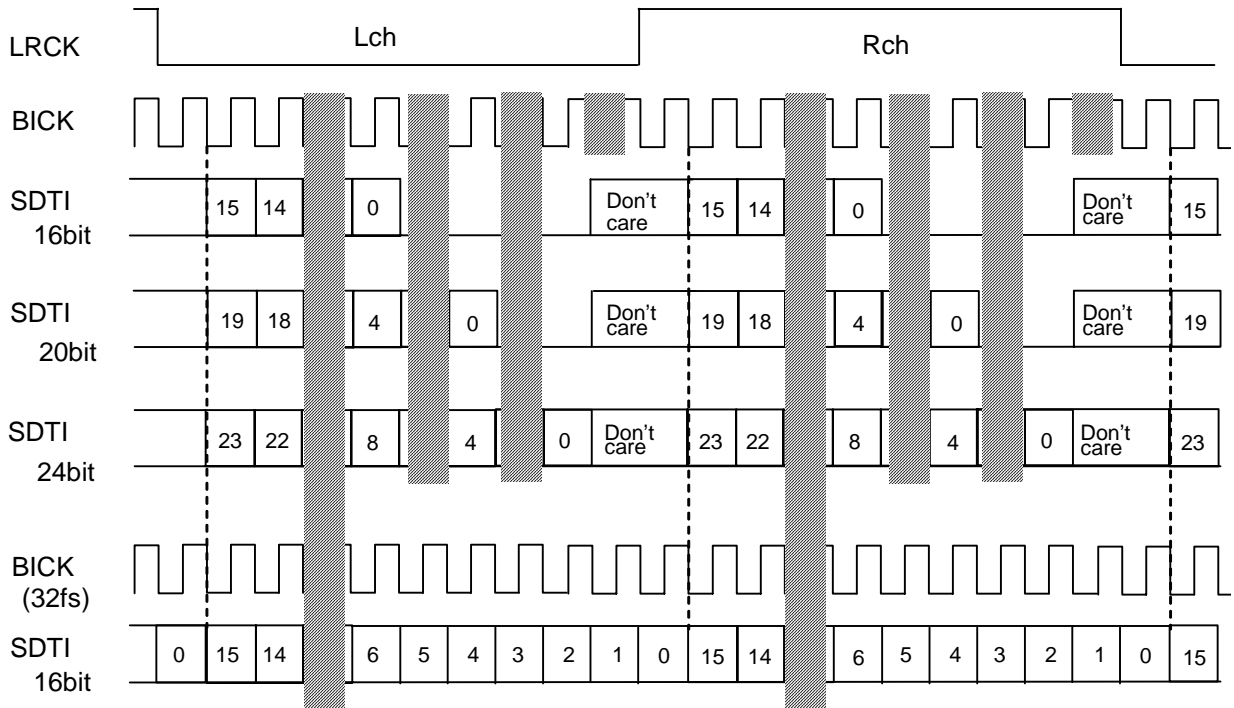 LRCK Lch Rch
BICK
SDTI 16bit 15 14 0 Don't care 15 14 0 Don't care 15
SDTI 20bit 19 18 4 0 Don't care 19 18 4 0 Don't care 19
SDTI 24bit 23 22 8 4 0 Don't care 23 22 8 4 0 Don't care 23
BICK (32fs)
SDTI 16bit 0 15 14 6 5 4 3 2 1 0 15 14 6 5 4 3 2 1 0 15